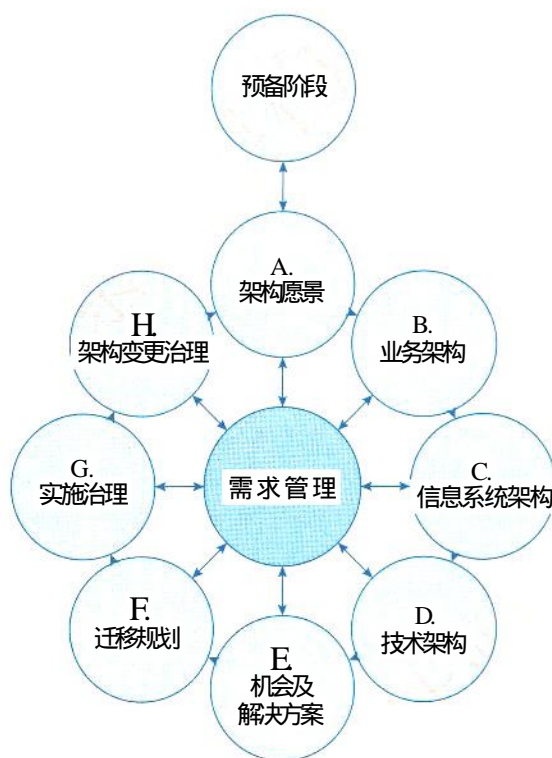 预备阶段
A.
架构愿景
B.
业务架构
C.
信息系统架构
D.
技术架构
E.
机会及
解决方案
F.
迁移规划
G.
实施治理
H.
架构变更治理
需求管理